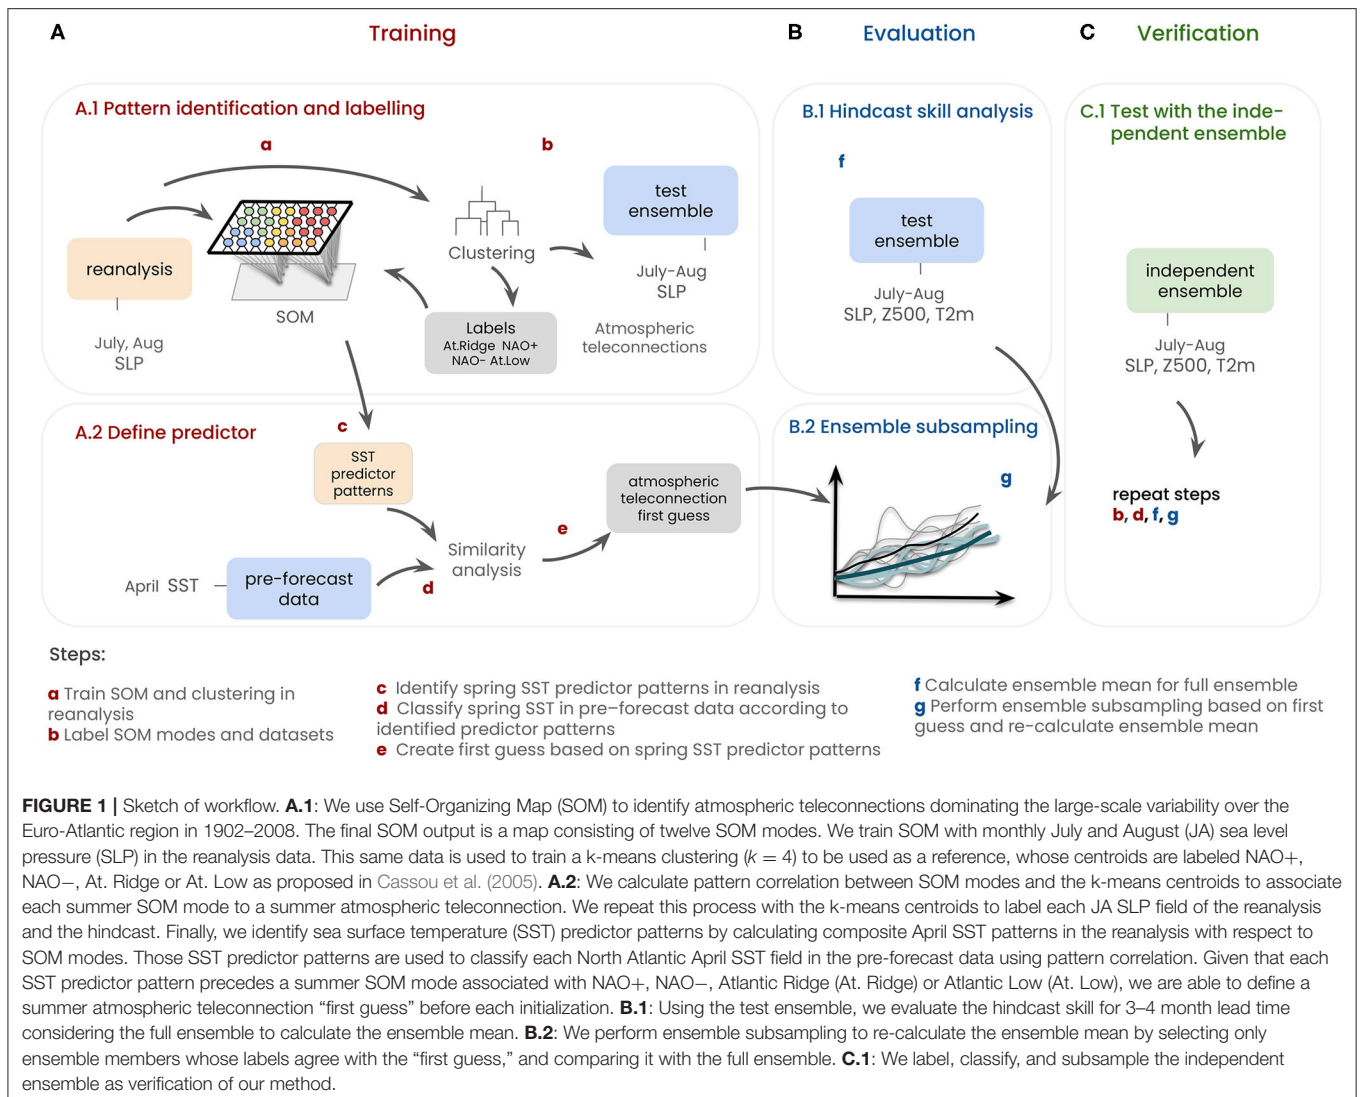 A Training
B Evaluation
C Verification
A.1 Pattern identification and labelling
a
b
reanalysis
July, Aug
SLP
SOM
Clustering
Labels
At.Ridge NAO+
NAO- At.Low
test
ensemble
July-Aug
SLP
Atmospheric
teleconnections
A.2 Define predictor
c
SST
predictor
patterns
April SST
pre-forecast
data
d
Similarity
analysis
e
atmospheric
teleconnection
first guess
B.1 Hindcast skill analysis
f
test
ensemble
July-Aug
SLP, Z500, T2m
B.2 Ensemble subsampling
g
C.1 Test with the inde-
pendent ensemble
independent
ensemble
July-Aug
SLP, Z500, T2m
repeat steps
b, d, f, g
Steps:
a Train SOM and clustering in
reanalysis
b Label SOM modes and datasets
c Identify spring SST predictor patterns in reanalysis
d Classify spring SST in pre–forecast data according to
identified predictor patterns
e Create first guess based on spring SST predictor patterns
f Calculate ensemble mean for full ensemble
g Perform ensemble subsampling based on first
guess and re-calculate ensemble mean
FIGURE 1 | Sketch of workflow. A.1: We use Self-Organizing Map (SOM) to identify atmospheric teleconnections dominating the large-scale variability over the
Euro-Atlantic region in 1902–2008. The final SOM output is a map consisting of twelve SOM modes. We train SOM with monthly July and August (JA) sea level
pressure (SLP) in the reanalysis data. This same data is used to train a k-means clustering (k = 4) to be used as a reference, whose centroids are labeled NAO+,
NAO−, At. Ridge or At. Low as proposed in Cassou et al. (2005). A.2: We calculate pattern correlation between SOM modes and the k-means centroids to associate
each summer SOM mode to a summer atmospheric teleconnection. We repeat this process with the k-means centroids to label each JA SLP field of the reanalysis
and the hindcast. Finally, we identify sea surface temperature (SST) predictor patterns by calculating composite April SST patterns in the reanalysis with respect to
SOM modes. Those SST predictor patterns are used to classify each North Atlantic April SST field in the pre-forecast data using pattern correlation. Given that each
SST predictor pattern precedes a summer SOM mode associated with NAO+, NAO−, Atlantic Ridge (At. Ridge) or Atlantic Low (At. Low), we are able to define a
summer atmospheric teleconnection “first guess” before each initialization. B.1: Using the test ensemble, we evaluate the hindcast skill for 3–4 month lead time
considering the full ensemble to calculate the ensemble mean. B.2: We perform ensemble subsampling to re-calculate the ensemble mean by selecting only
ensemble members whose labels agree with the “first guess,” and comparing it with the full ensemble. C.1: We label, classify, and subsample the independent
ensemble as verification of our method.